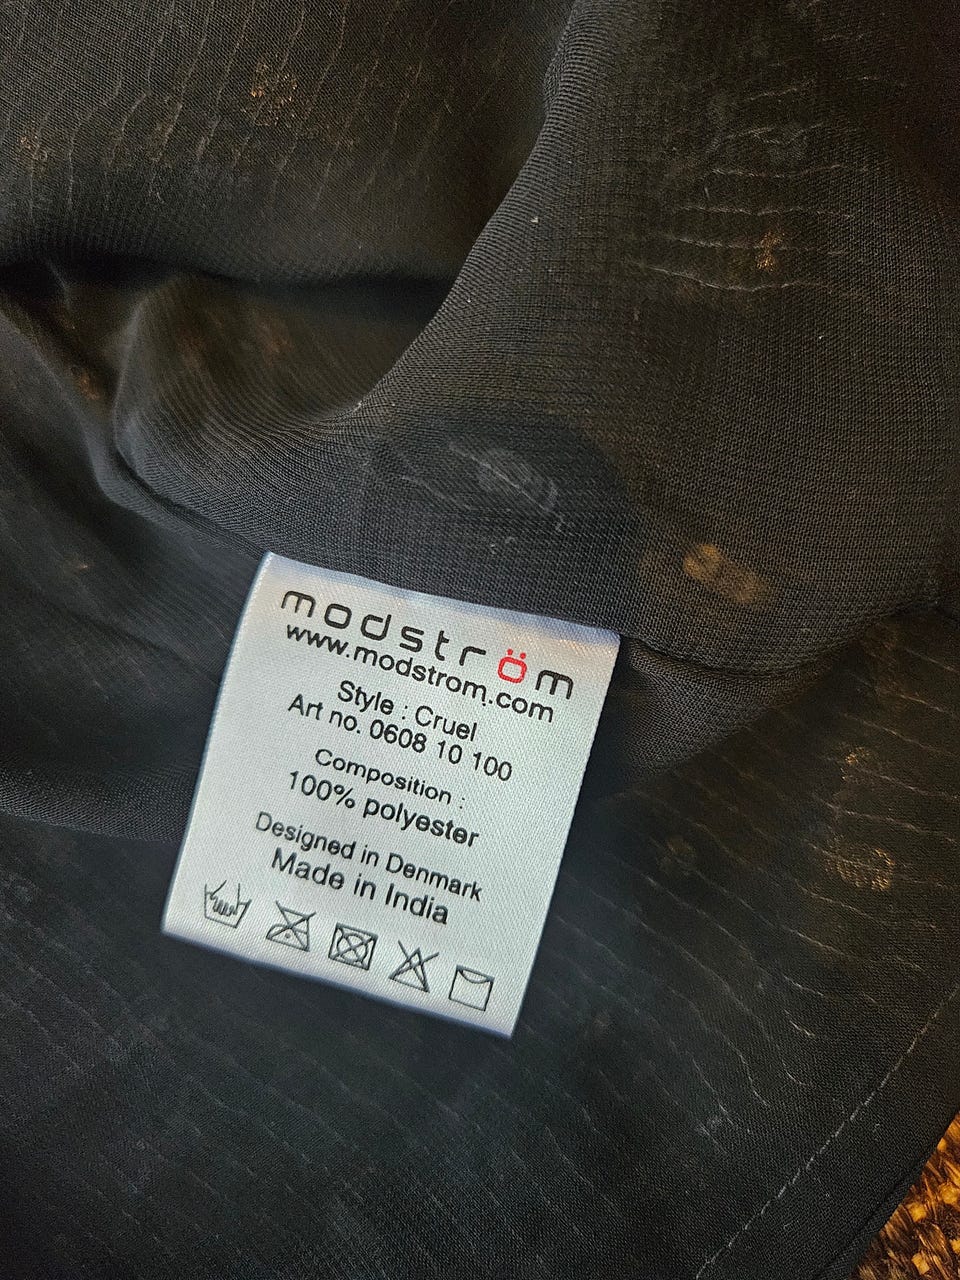 modström
www.modstrom.com
Style : Cruel
Art no. 0608 10 100
Composition :
100% polyester
Designed in Denmark
Made in India